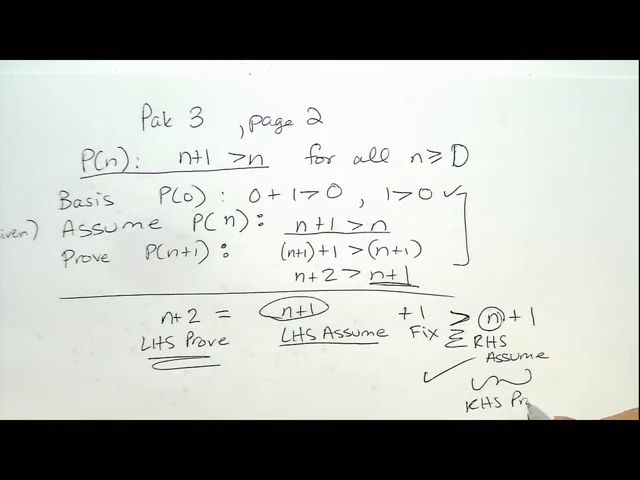 Pak 3 , page 2
P(n): n+1 >n for all n≥0
Basis P(0): 0+1>0 , 1>0 ✓
iven) Assume P(n): n+1 > n
Prove P(n+1): (n+1)+1 >(n+1)
n+2 > n+1
n+2 = n+1 +1 > n+1
LHS Prove LHS Assume Fix RHS
Assume
✓
RHS Pr